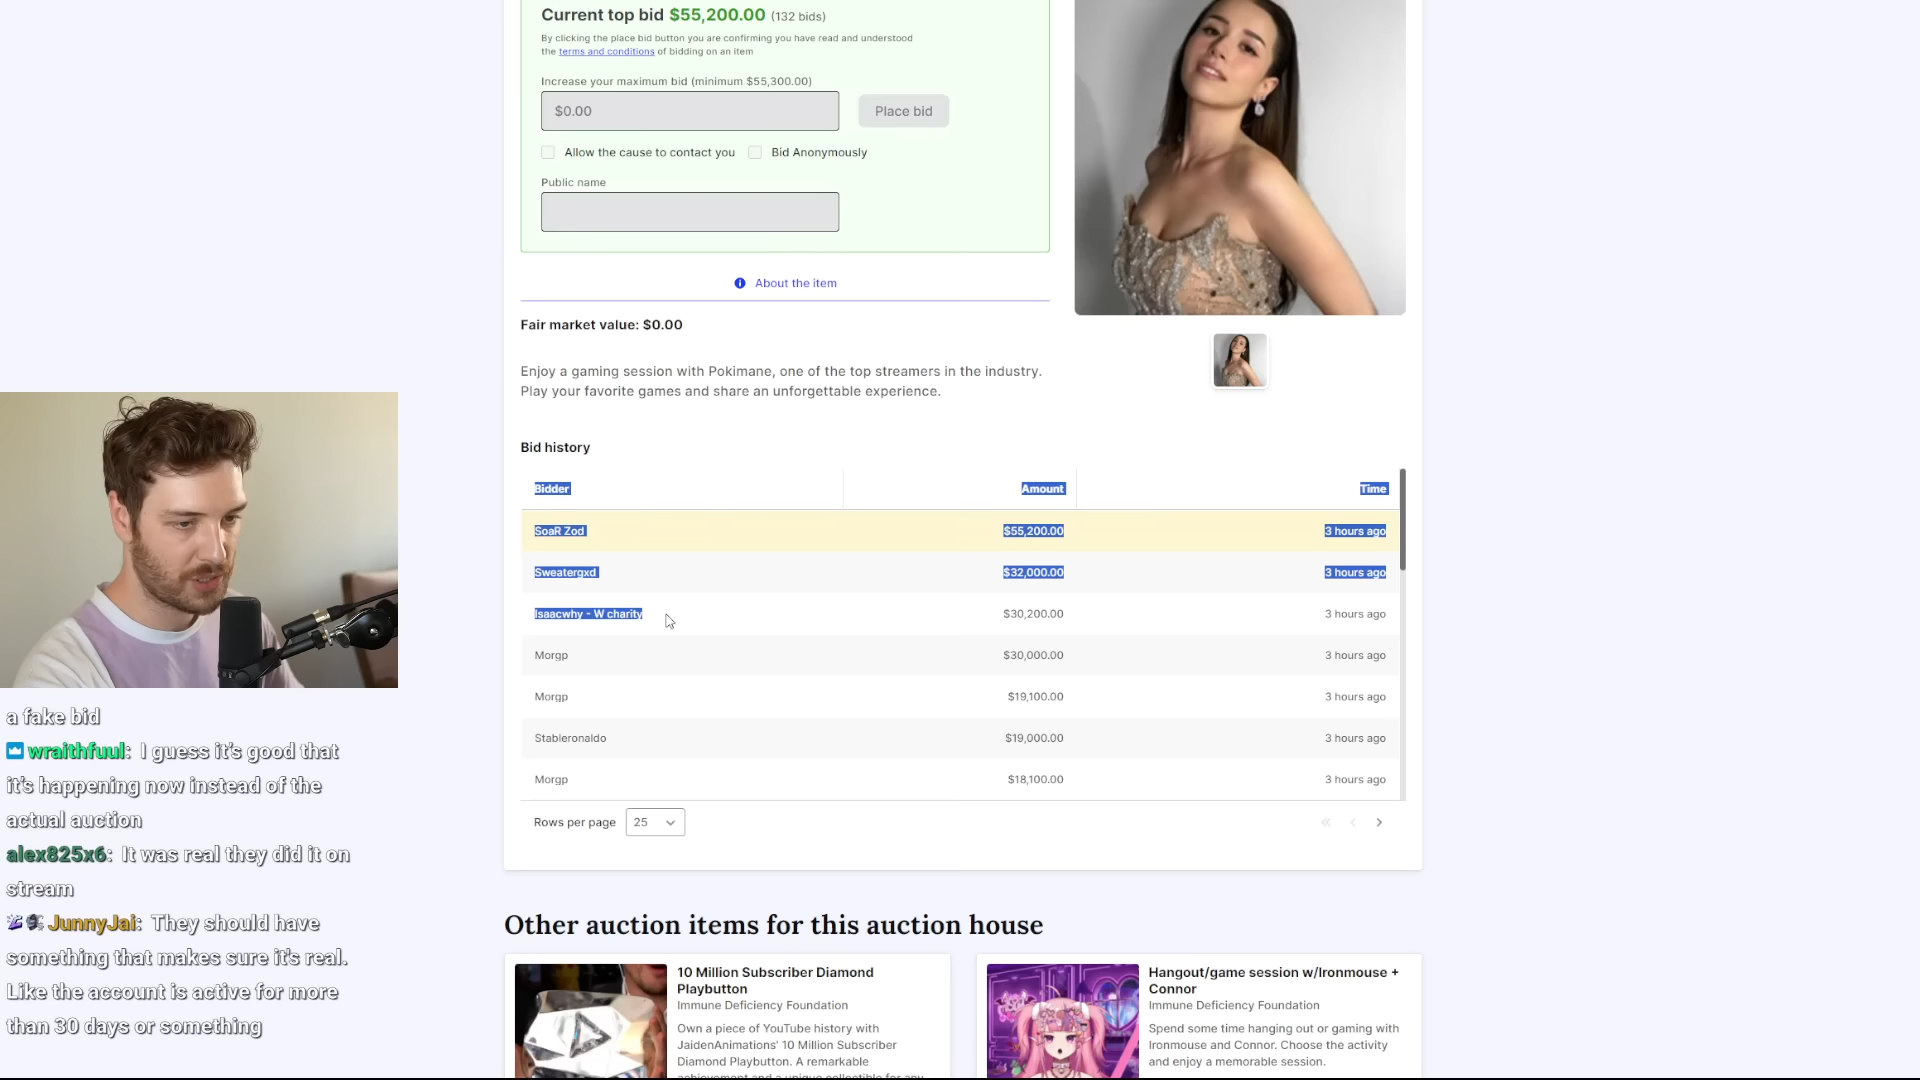 Current top bid $55,200.00 (132 bids)
By clicking the place bid button you are confirming you have read and understood
the terms and conditions of bidding on an item
Increase your maximum bid (minimum $55,300.00)
$0.00
Place bid
Allow the cause to contact you
Bid Anonymously
Public name
About the item
Fair market value: $0.00
Enjoy a gaming session with Pokimane, one of the top streamers in the industry.
Play your favorite games and share an unforgettable experience.
Bid history
Bidder Amount Time
SoaR Zod $55,200.00 3 hours ago
Sweatergxd $32,000.00 3 hours ago
Isaacwhy - W charity $30,200.00 3 hours ago
Morgp $30,000.00 3 hours ago
Morgp $19,100.00 3 hours ago
Stableronaldo $19,000.00 3 hours ago
Morgp $18,100.00 3 hours ago
Rows per page 25
Other auction items for this auction house
10 Million Subscriber Diamond
Playbutton
Immune Deficiency Foundation
Own a piece of YouTube history with
JaidenAnimations' 10 Million Subscriber
Diamond Playbutton. A remarkable
achievement and a unique collectible for any
Hangout/game session w/Ironmouse +
Connor
Immune Deficiency Foundation
Spend some time hanging out or gaming with
Ironmouse and Connor. Choose the activity
and enjoy a memorable session.
a fake bid
wraithfuul: I guess it's good that
it's happening now instead of the
actual auction
alex825x6: It was real they did it on
stream
JunnyJai: They should have
something that makes sure it's real.
Like the account is active for more
than 30 days or something